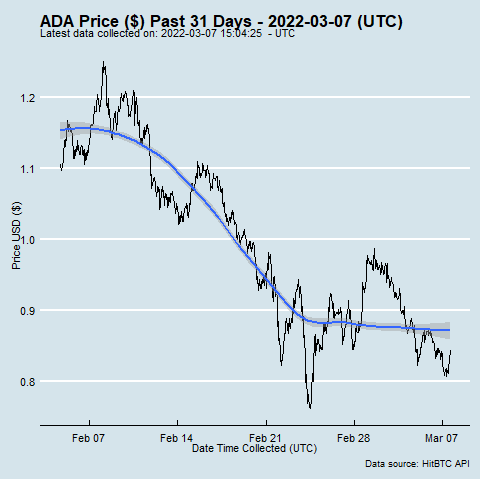 ADA Price ($) Past 31 Days - 2022-03-07 (UTC)
Latest data collected on: 2022-03-07 15:04:25 - UTC
Price USD ($)
1.2
1.1
1.0
0.9
0.8
Feb 07 Feb 14 Feb 21 Feb 28 Mar 07
Date Time Collected (UTC)
Data source: HitBTC API